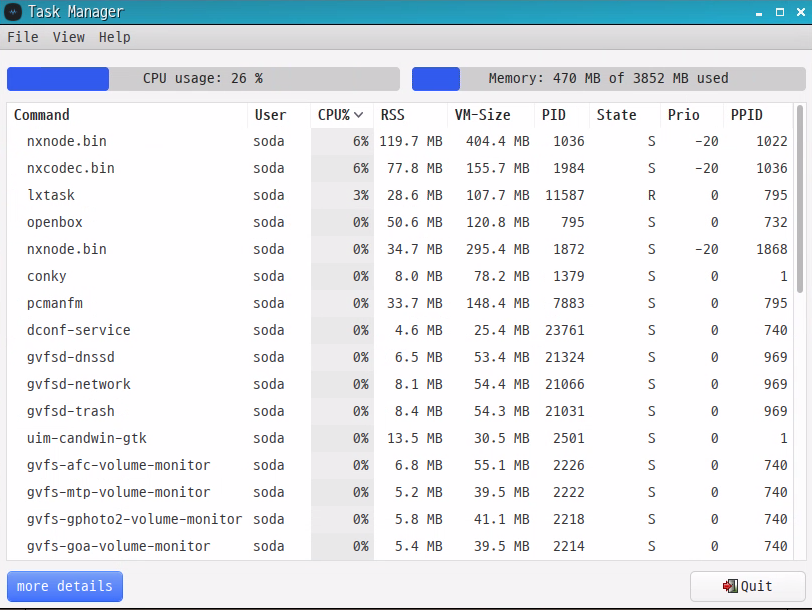 Task Manager
File View Help
CPU usage: 26 % Memory: 470 MB of 3852 MB used
Command User CPU% RSS VM-Size PID State Prio PPID
nxnode.bin soda 6% 119.7 MB 404.4 MB 1036 S -20 1022
nxcodec.bin soda 6% 77.8 MB 155.7 MB 1984 S -20 1036
lxtask soda 3% 28.6 MB 107.7 MB 11587 R 0 795
openbox soda 0% 50.6 MB 120.8 MB 795 S 0 732
nxnode.bin soda 0% 34.7 MB 295.4 MB 1872 S -20 1868
conky soda 0% 8.0 MB 78.2 MB 1379 S 0 1
pcmanfm soda 0% 33.7 MB 148.4 MB 7883 S 0 795
dconf-service soda 0% 4.6 MB 25.4 MB 23761 S 0 740
gvfsd-dnssd soda 0% 6.5 MB 53.4 MB 21324 S 0 969
gvfsd-network soda 0% 8.1 MB 54.4 MB 21066 S 0 969
gvfsd-trash soda 0% 8.4 MB 54.3 MB 21031 S 0 969
uim-candwin-gtk soda 0% 13.5 MB 30.5 MB 2501 S 0 1
gvfs-afc-volume-monitor soda 0% 6.8 MB 55.1 MB 2226 S 0 740
gvfs-mtp-volume-monitor soda 0% 5.2 MB 39.5 MB 2222 S 0 740
gvfs-gphoto2-volume-monitor soda 0% 5.8 MB 41.1 MB 2218 S 0 740
gvfs-goa-volume-monitor soda 0% 5.4 MB 39.5 MB 2214 S 0 740
more details Quit